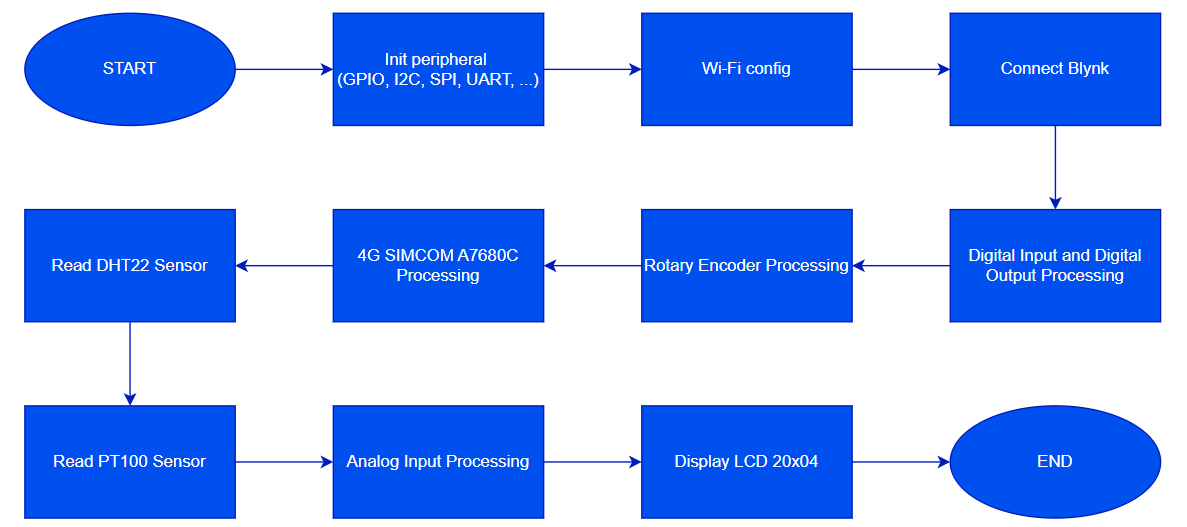 START
Init peripheral
(GPIO, I2C, SPI, UART, ...)
Wi-Fi config
Connect Blynk
Digital Input and Digital
Output Processing
Rotary Encoder Processing
4G SIMCOM A7680C
Processing
Read DHT22 Sensor
Read PT100 Sensor
Analog Input Processing
Display LCD 20x04
END